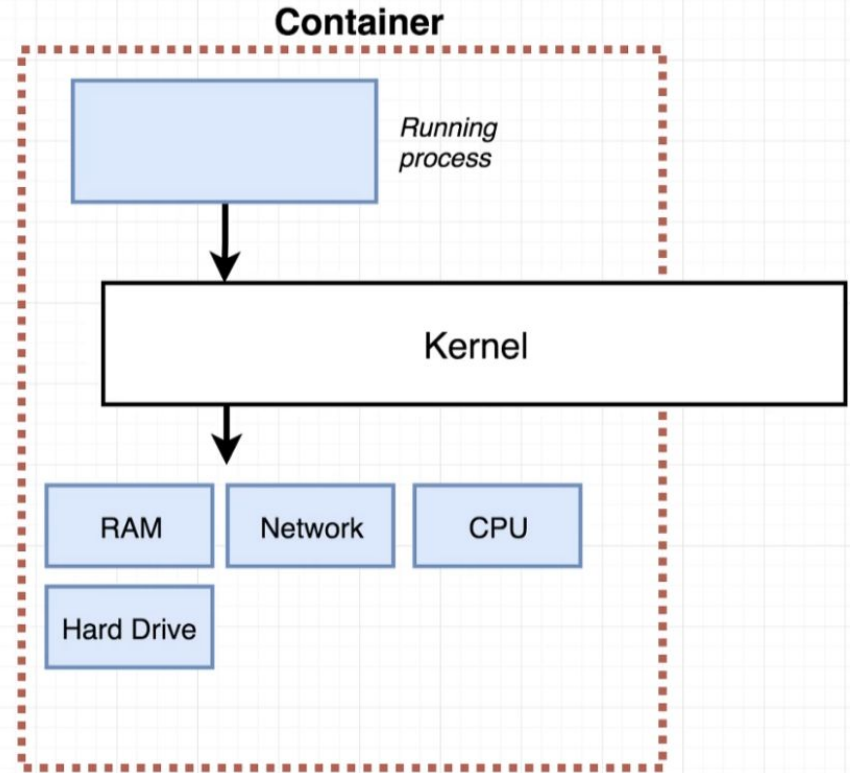 Container
Running
process
Kernel
RAM
Network
CPU
Hard Drive